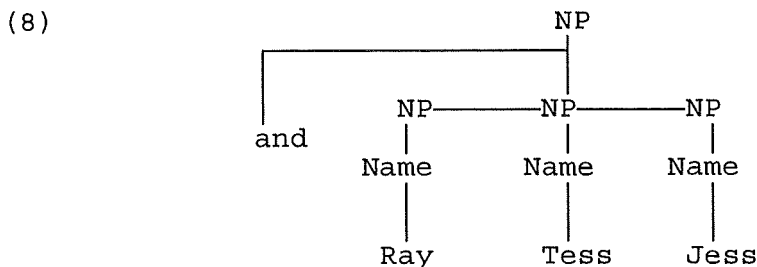 (8) NP
NP NP NP
and
Name Name Name
Ray Tess Jess